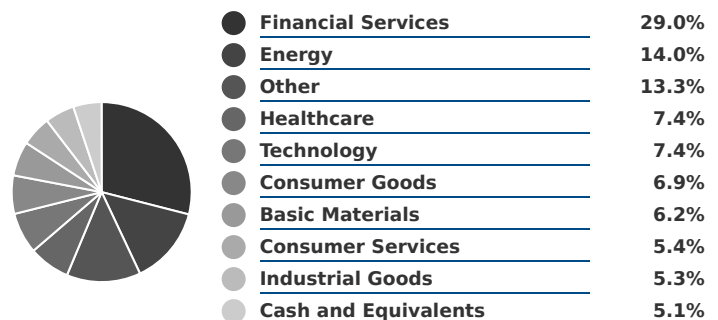 Financial Services 29.0%
Energy 14.0%
Other 13.3%
Healthcare 7.4%
Technology 7.4%
Consumer Goods 6.9%
Basic Materials 6.2%
Consumer Services 5.4%
Industrial Goods 5.3%
Cash and Equivalents 5.1%